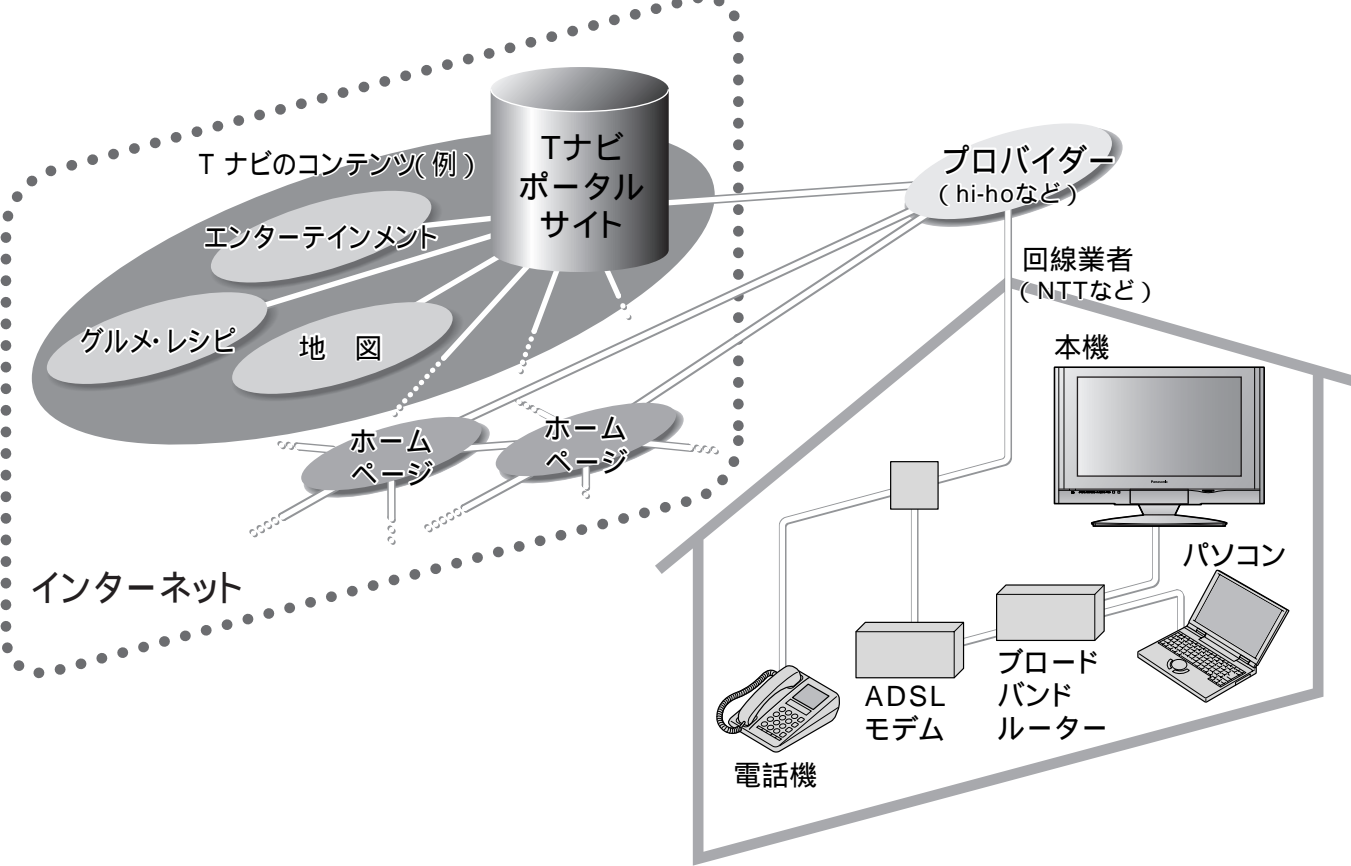 T ナビのコンテンツ( 例 )
Tナビ
ポータル
サイト
エンターテインメント
グルメ・レシピ
地　図
ホーム
ページ
ホーム
ページ
インターネット
プロバイダー
( hi-hoなど )
回線業者
( NTTなど )
本機
Panasonic
パソコン
ブロード
バンド
ルーター
ADSL
モデム
電話機